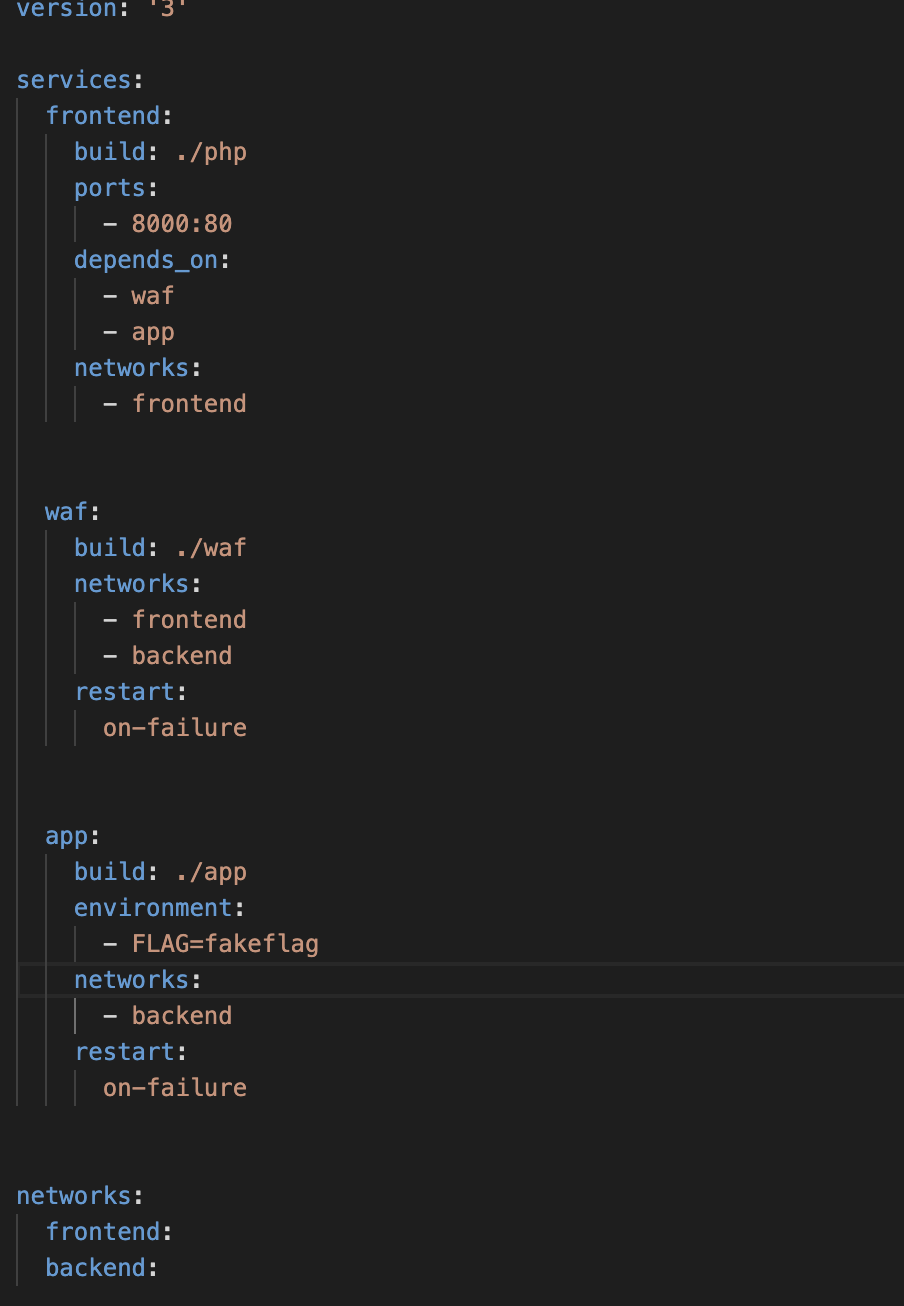 version: '3'
services:
frontend:
build: ./php
ports:
- 8000:80
depends_on:
- waf
- app
networks:
- frontend
waf:
build: ./waf
networks:
- frontend
- backend
restart:
on-failure
app:
build: ./app
environment:
- FLAG=fakeflag
networks:
- backend
restart:
on-failure
networks:
frontend:
backend: